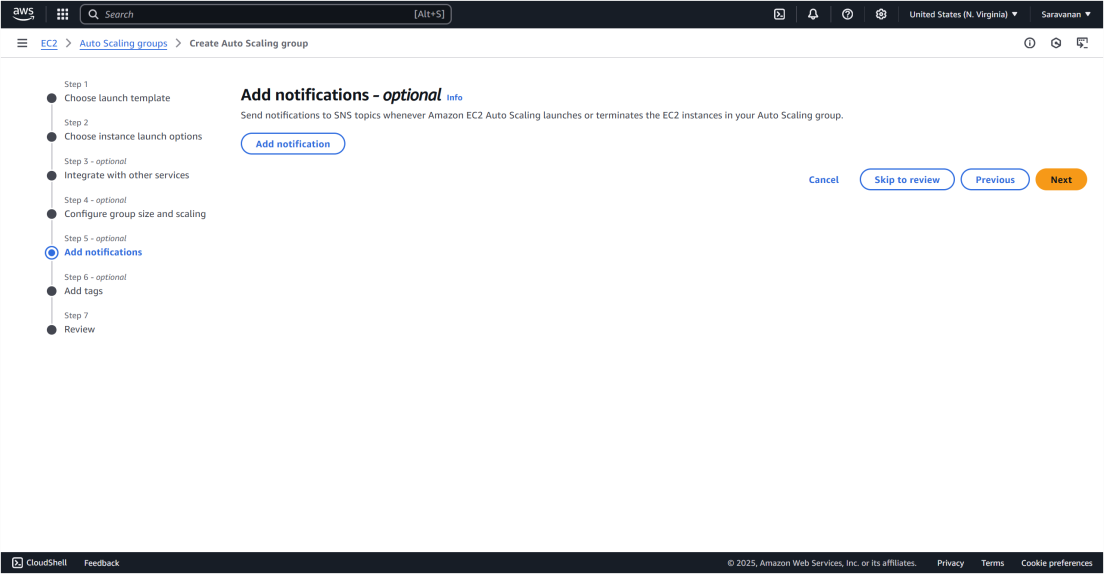 aws
Search [Alt+S]
United States (N. Virginia) ▼
Saravanan ▼
EC2 > Auto Scaling groups > Create Auto Scaling group
Step 1
Choose launch template
Step 2
Choose instance launch options
Step 3 - optional
Integrate with other services
Step 4 - optional
Configure group size and scaling
Step 5 - optional
Add notifications
Step 6 - optional
Add tags
Step 7
Review
Add notifications - optional Info
Send notifications to SNS topics whenever Amazon EC2 Auto Scaling launches or terminates the EC2 instances in your Auto Scaling group.
Add notification
Cancel Skip to review Previous Next
CloudShell Feedback © 2025, Amazon Web Services, Inc. or its affiliates. Privacy Terms Cookie preferences